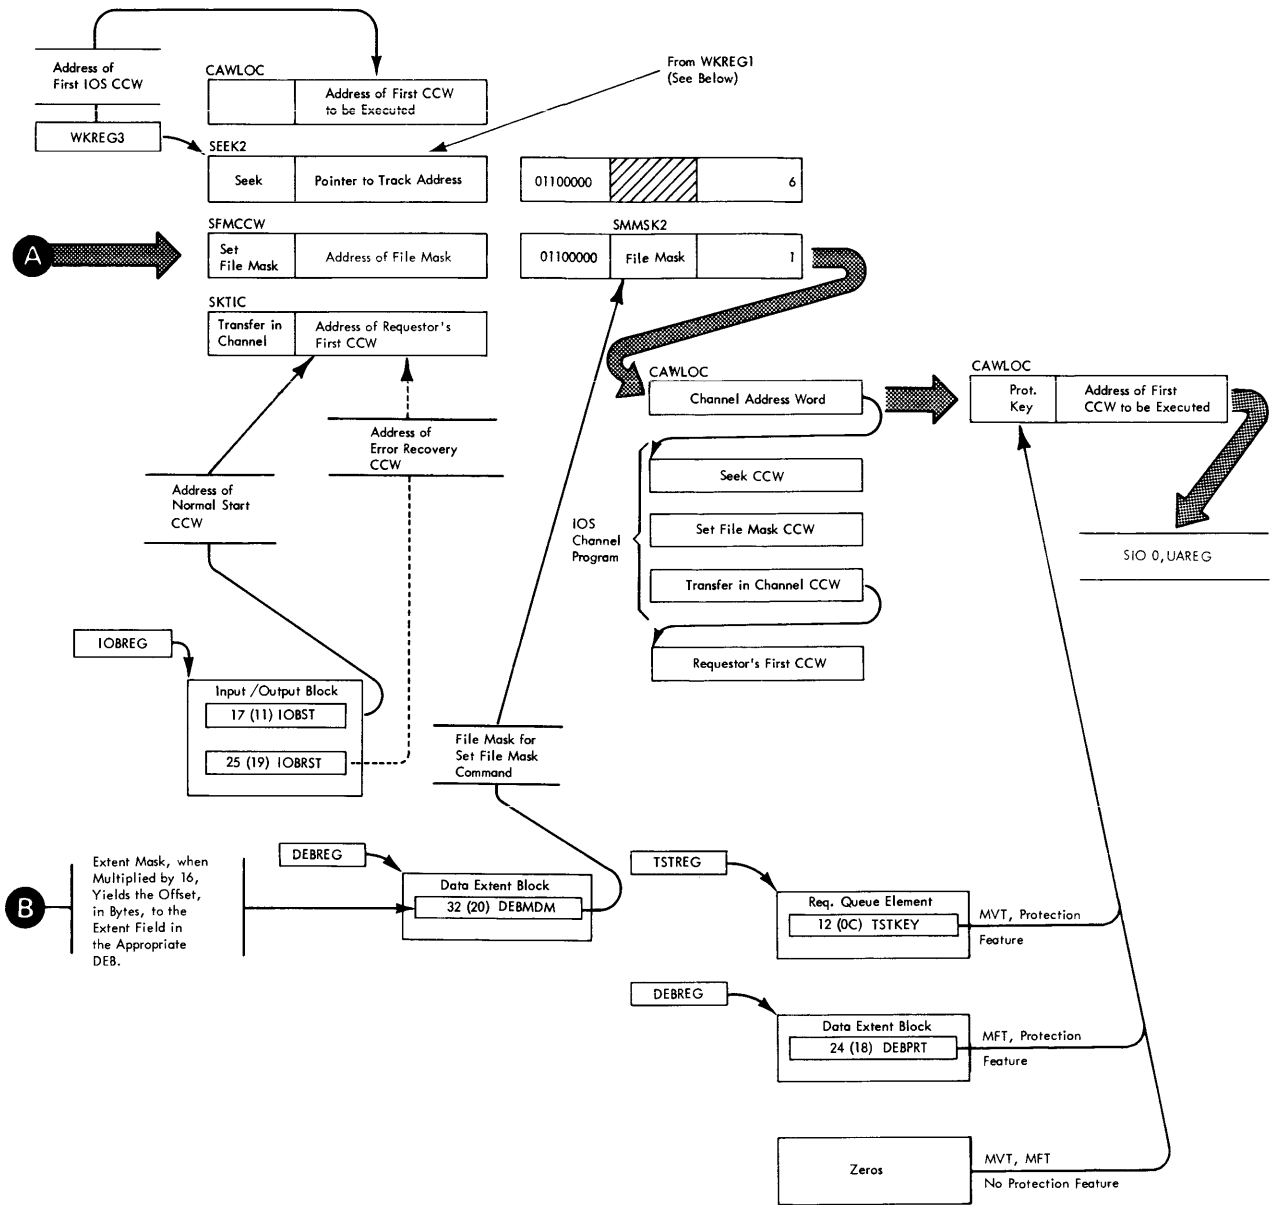 Address of
First IOS CCW
WKREG3
CAWLOC
Address of First CCW
to be Executed
From WKREG1
(See Below)
SEEK2
Seek
Pointer to Track Address
01100000
6
A
SFMCCW
Set
File Mask
Address of File Mask
SMMSK2
01100000
File Mask
1
SKTIC
Transfer in
Channel
Address of Requestor's
First CCW
Address of
Error Recovery
CCW
Address of
Normal Start
CCW
CAWLOC
Channel Address Word
CAWLOC
Prot.
Key
Address of First
CCW to be Executed
IOS
Channel
Program
Seek CCW
Set File Mask CCW
Transfer in Channel CCW
Requestor's First CCW
SIO 0, UAREG
IOBREG
Input /Output Block
17 (11) IOBST
25 (19) IOBRST
File Mask for
Set File Mask
Command
B
Extent Mask, when
Multiplied by 16,
Yields the Offset,
in Bytes, to the
Extent Field in
the Appropriate
DEB.
DEBREG
Data Extent Block
32 (20) DEBMDM
TSTREG
Req. Queue Element
12 (0C) TSTKEY
MVT, Protection
Feature
DEBREG
Data Extent Block
24 (18) DEBPRT
MFT, Protection
Feature
Zeros
MVT, MFT
No Protection Feature